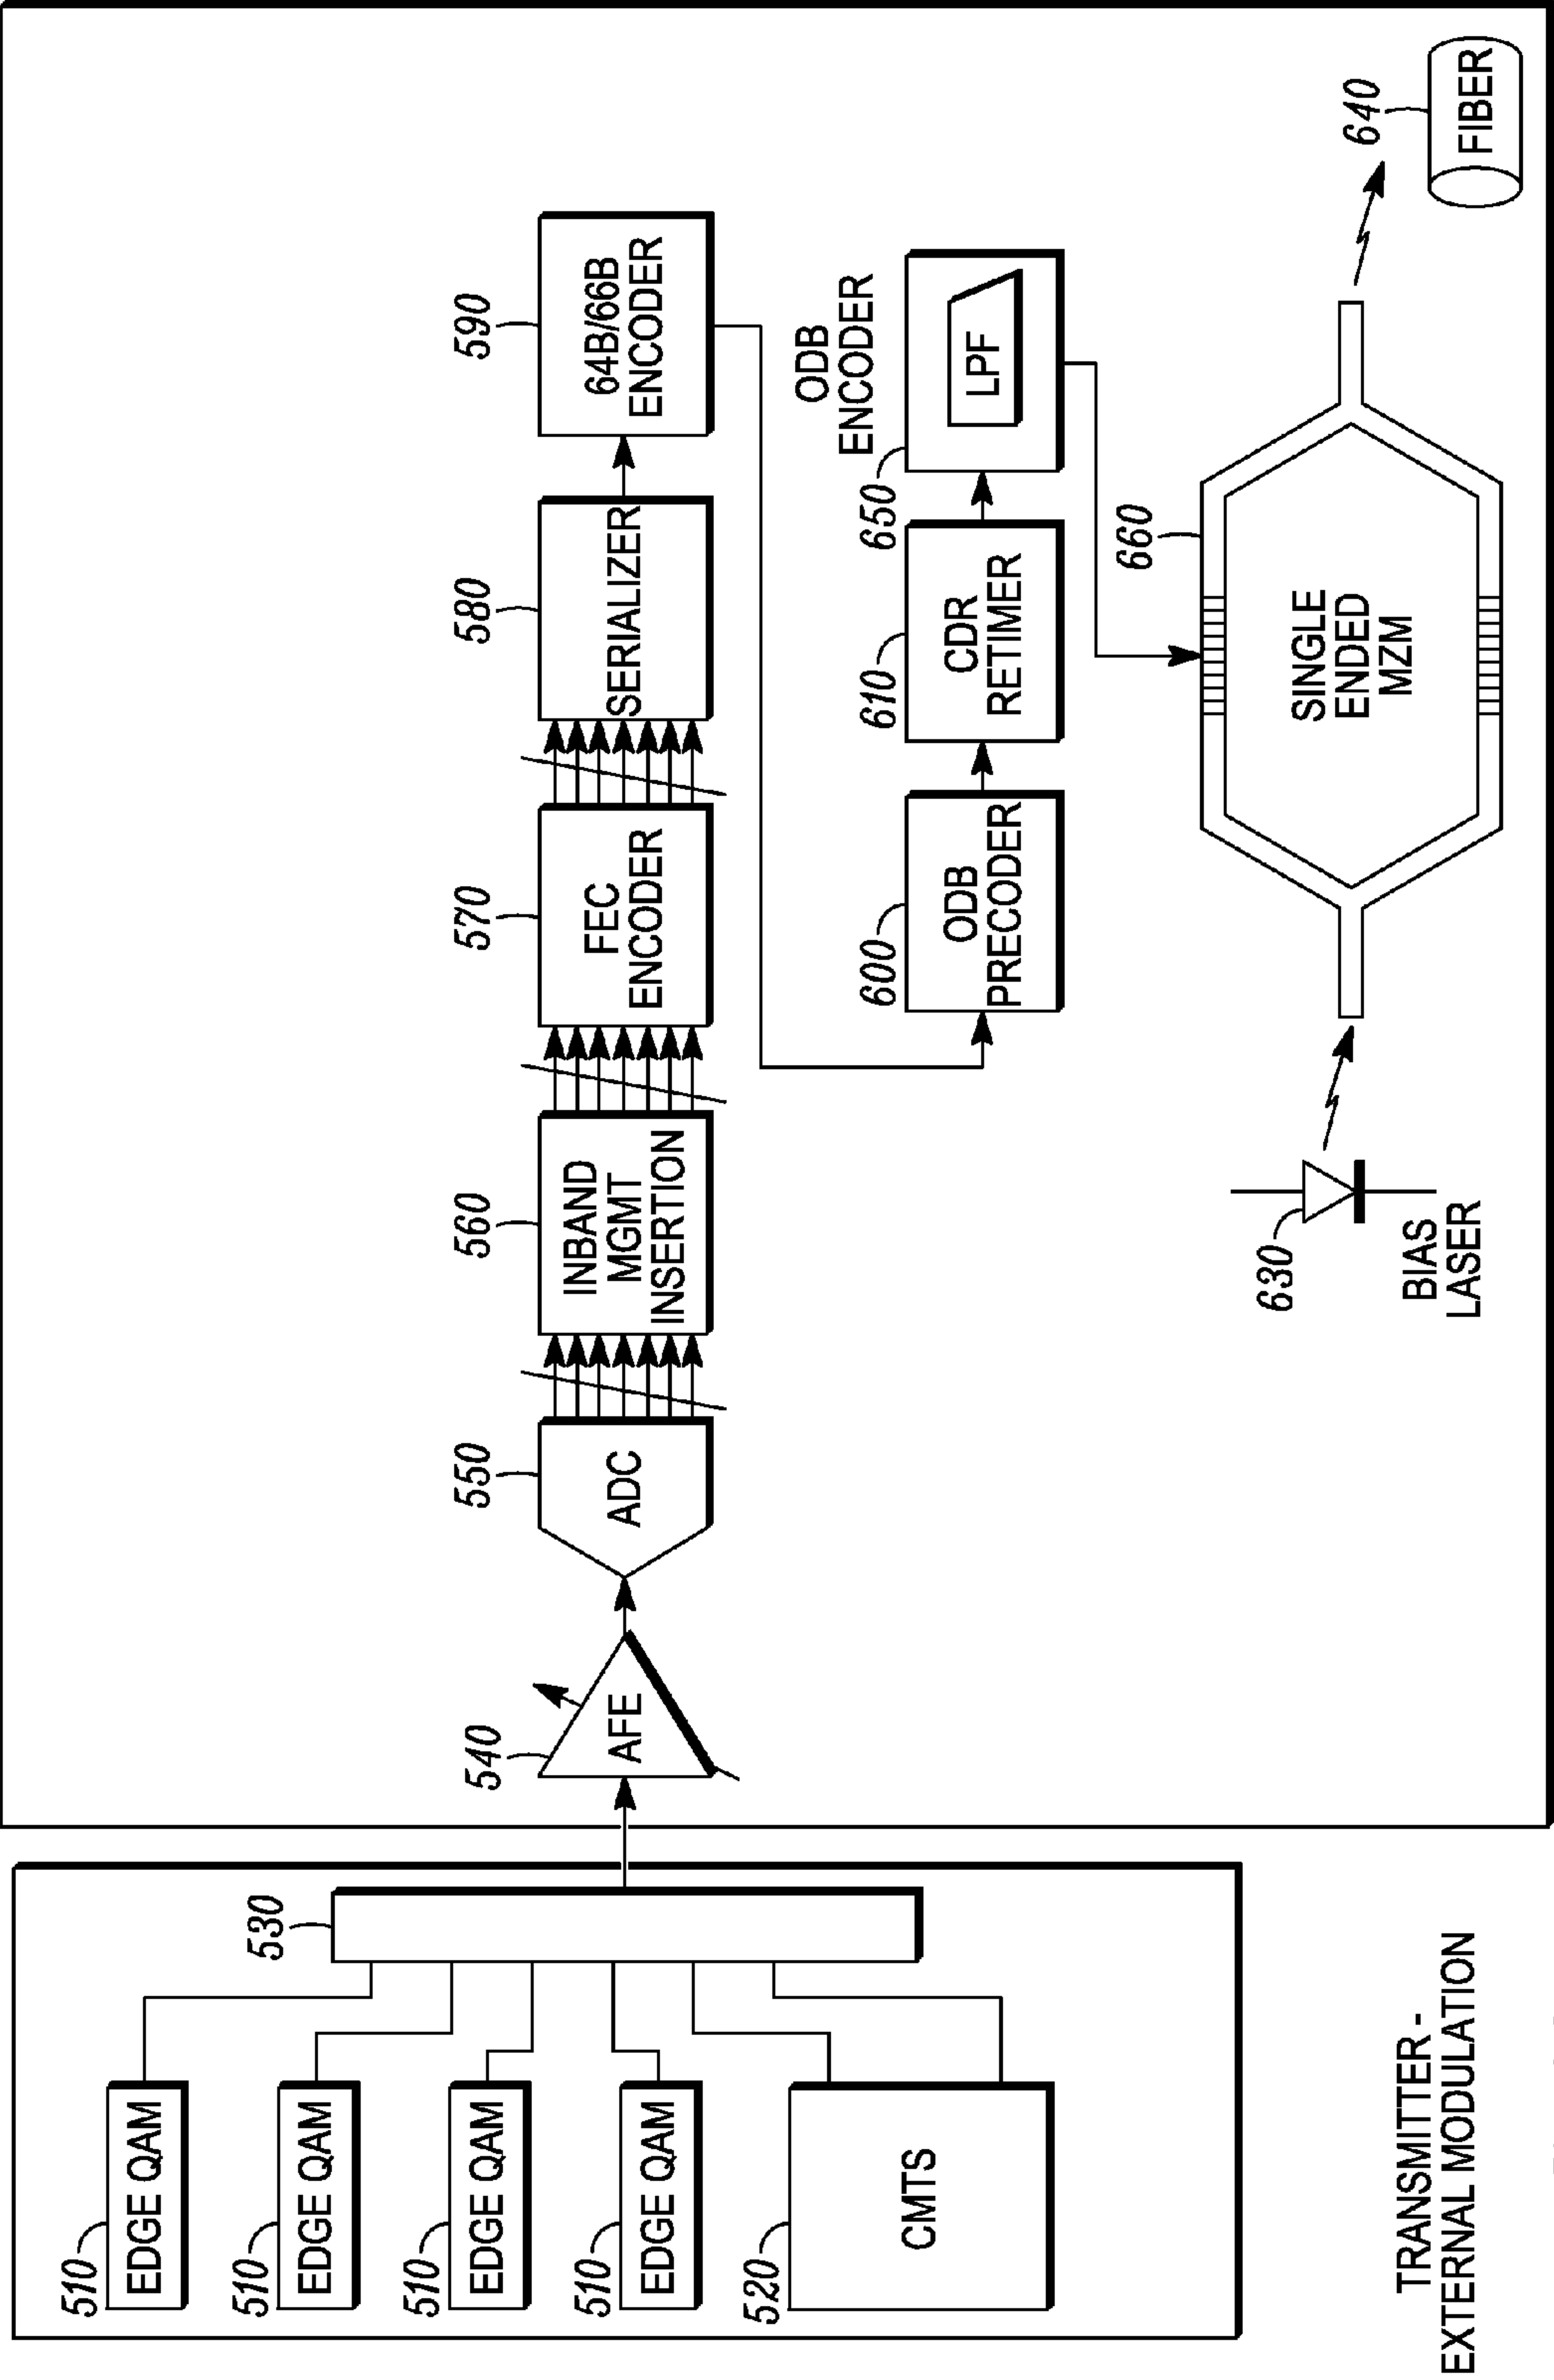 510
EDGE QAM
510
EDGE QAM
510
EDGE QAM
510
EDGE QAM
520
CMTS
530
540
AFE
550
ADC
560
INBAND
MGMT
INSERTION
570
FEC
ENCODER
580
SERIALIZER
590
64B/66B
ENCODER
600
ODB
PRECODER
610
CDR
RETIMER
650
ODB
ENCODER
LPF
630
BIAS
LASER
660
SINGLE
ENDED
MZM
640
FIBER
TRANSMITTER -
EXTERNAL MODULATION